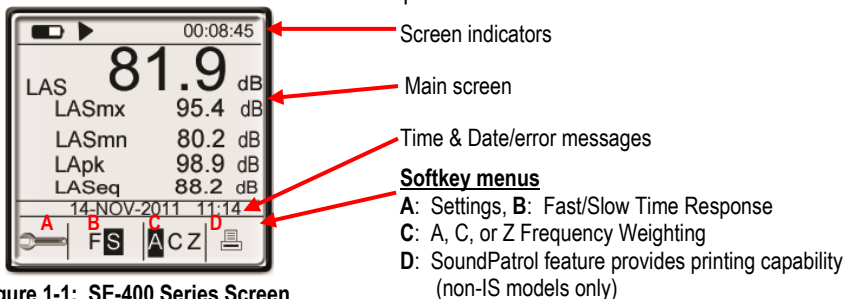 00:08:45
Screen indicators
LAS 81.9 dB
Main screen
LASmx 95.4 dB
LASmn 80.2 dB
LApk 98.9 dB
LASeq 88.2 dB
Time & Date/error messages
14-NOV-2011 11:14
Softkey menus
A: Settings, B: Fast/Slow Time Response
C: A, C, or Z Frequency Weighting
D: SoundPatrol feature provides printing capability
(non-IS models only)
A B C D
F S A C Z
gure 1-1: SE-400 Series Screen